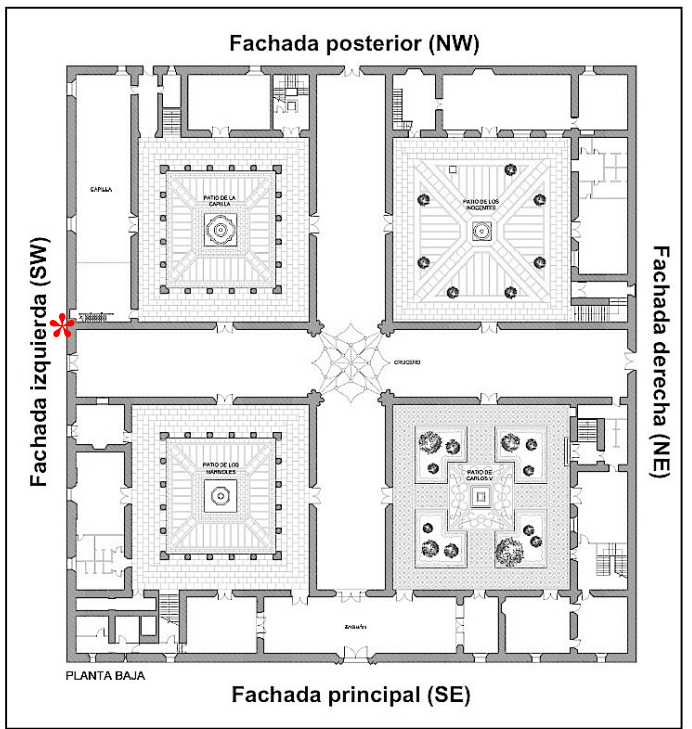 Fachada posterior (NW)
CAPILLA
PATIO DE LA
CAPILLA
PATIO DE LOS
INOCENTES
Fachada izquierda (SW)
Fachada derecha (NE)
CRUCERO
PATIO DE LOS
MÁRMOLES
PATIO DE
CARLOS V
ZAGUÁN
PLANTA BAJA
Fachada principal (SE)